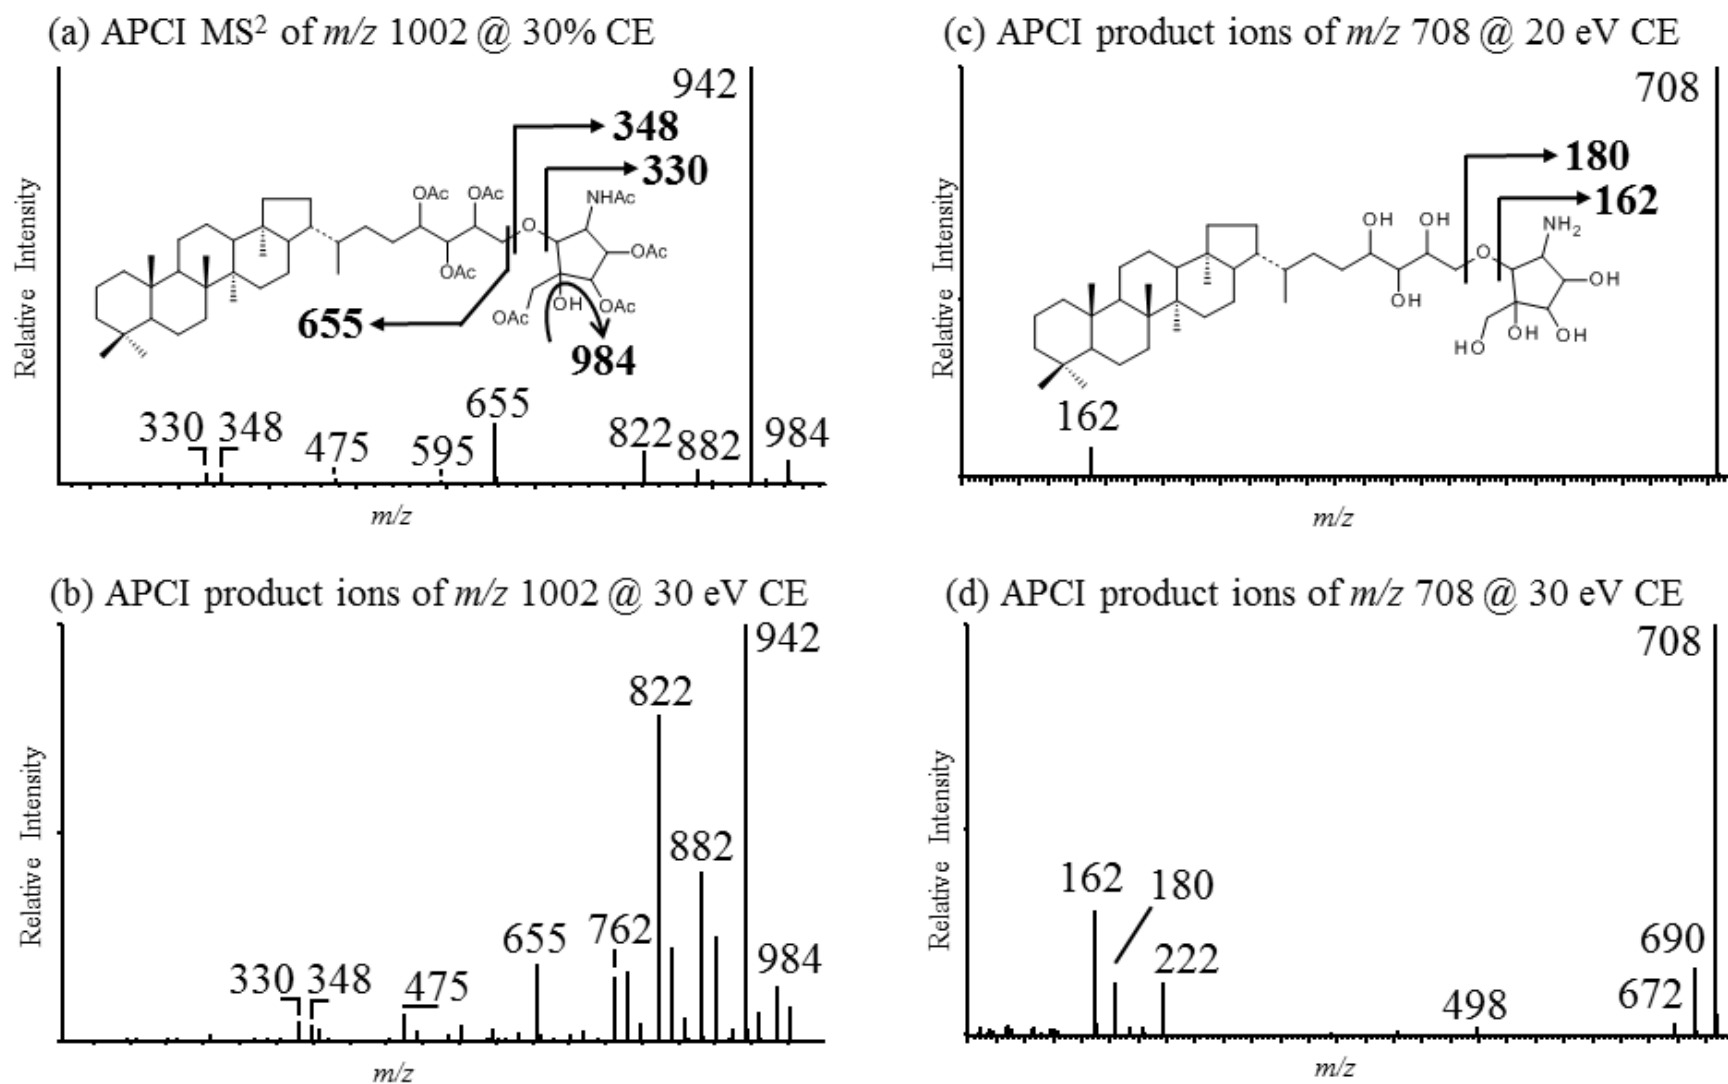 (a) APCI MS² of m/z 1002 @ 30% CE
942
348
330
OAc OAc
NHAc
O
OAc
OAc
OH
OAc
OAc
655
984
655
330 348
475
595
822
882
984
Relative Intensity
m/z
(c) APCI product ions of m/z 708 @ 20 eV CE
708
180
162
OH OH
NH₂
O
OH
OH
OH
OH
HO
162
Relative Intensity
m/z
(b) APCI product ions of m/z 1002 @ 30 eV CE
942
822
882
762
655
984
330 348
475
Relative Intensity
m/z
(d) APCI product ions of m/z 708 @ 30 eV CE
708
162
180
222
690
672
498
Relative Intensity
m/z